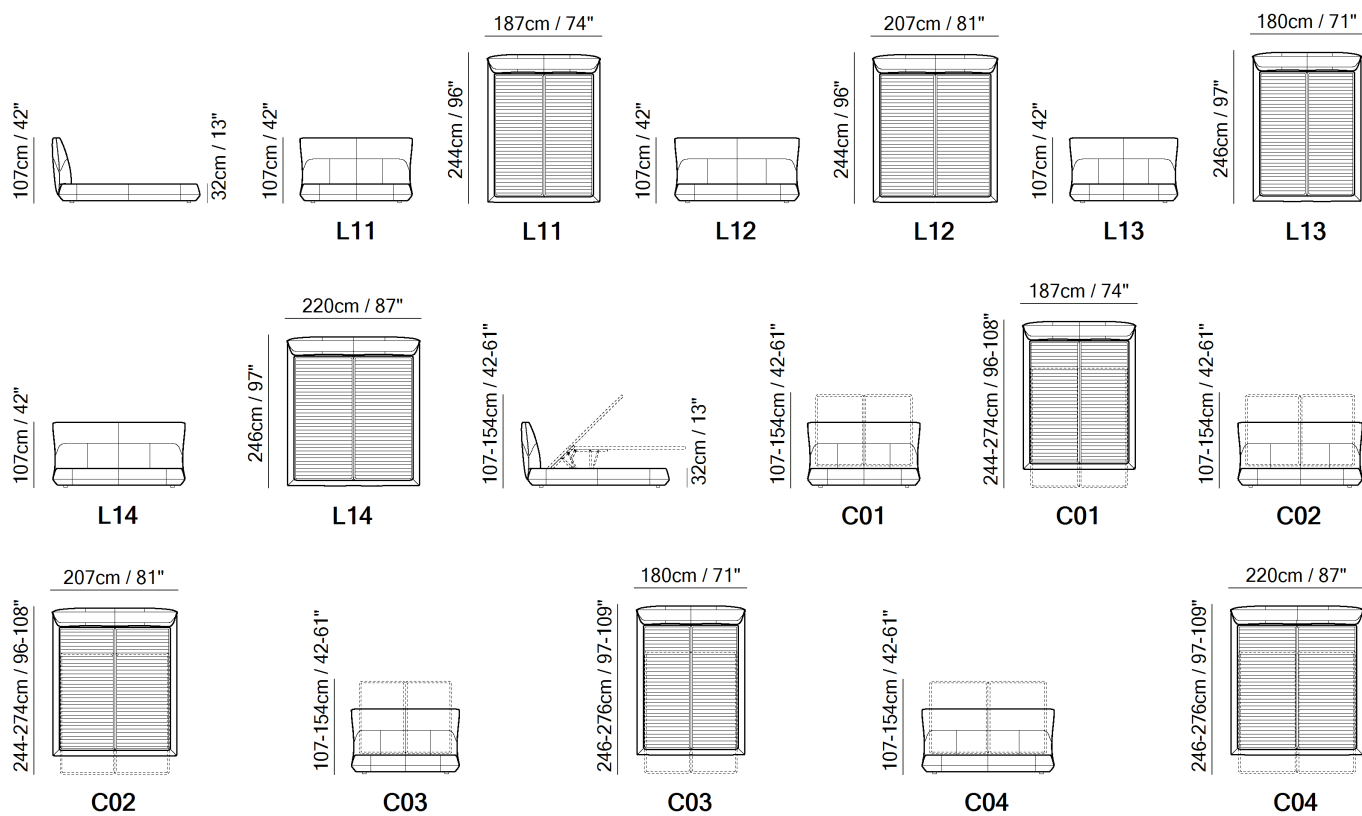 187cm / 74"
207cm / 81"
180cm / 71"
107cm / 42"
32cm / 13"
107cm / 42"
244cm / 96"
107cm / 42"
244cm / 96"
107cm / 42"
246cm / 97"
L11
L11
L12
L12
L13
L13
220cm / 87"
187cm / 74"
107cm / 42"
246cm / 97"
107-154cm / 42-61"
32cm / 13"
107-154cm / 42-61"
244-274cm / 96-108"
107-154cm / 42-61"
L14
L14
C01
C01
C02
207cm / 81"
180cm / 71"
220cm / 87"
244-274cm / 96-108"
107-154cm / 42-61"
246-276cm / 97-109"
107-154cm / 42-61"
246-276cm / 97-109"
C02
C03
C03
C04
C04